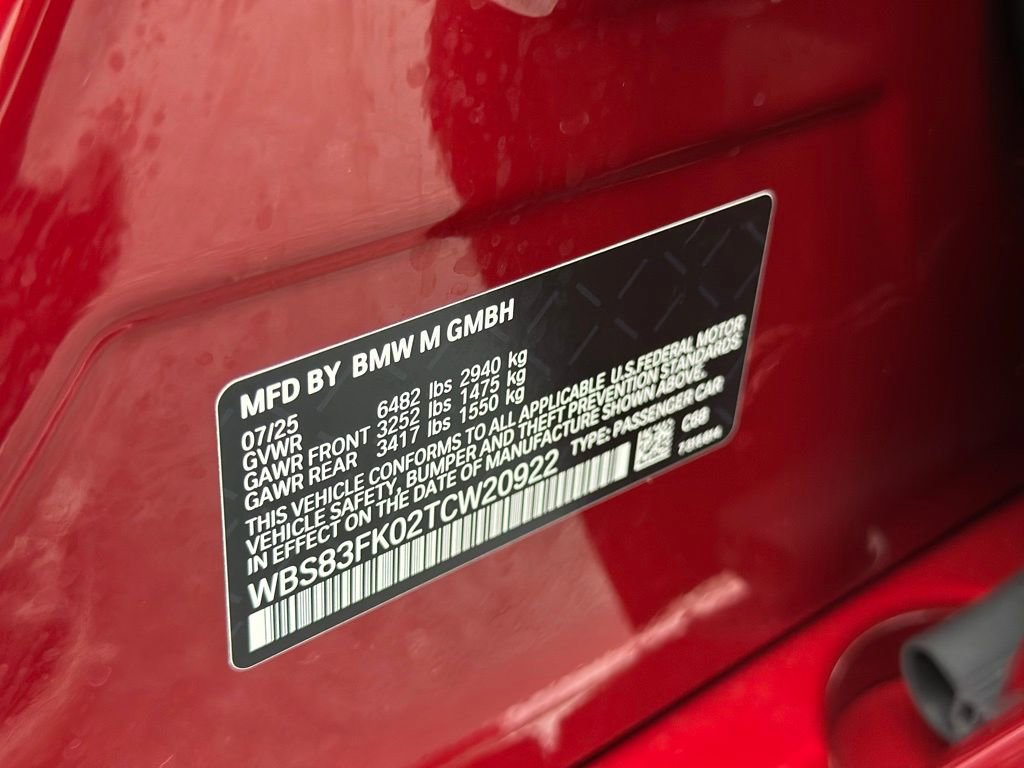 MFD BY BMW M GMBH
07/25
GVWR 6482 lbs 2940 kg
GAWR FRONT 3252 lbs 1475 kg
GAWR REAR 3417 lbs 1550 kg
THIS VEHICLE CONFORMS TO ALL APPLICABLE U.S.FEDERAL MOTOR
VEHICLE SAFETY, BUMPER AND THEFT PREVENTION STANDARDS
IN EFFECT ON THE DATE OF MANUFACTURE SHOWN ABOVE.
WBS83FK02TCW20922 TYPE: PASSENGER CAR